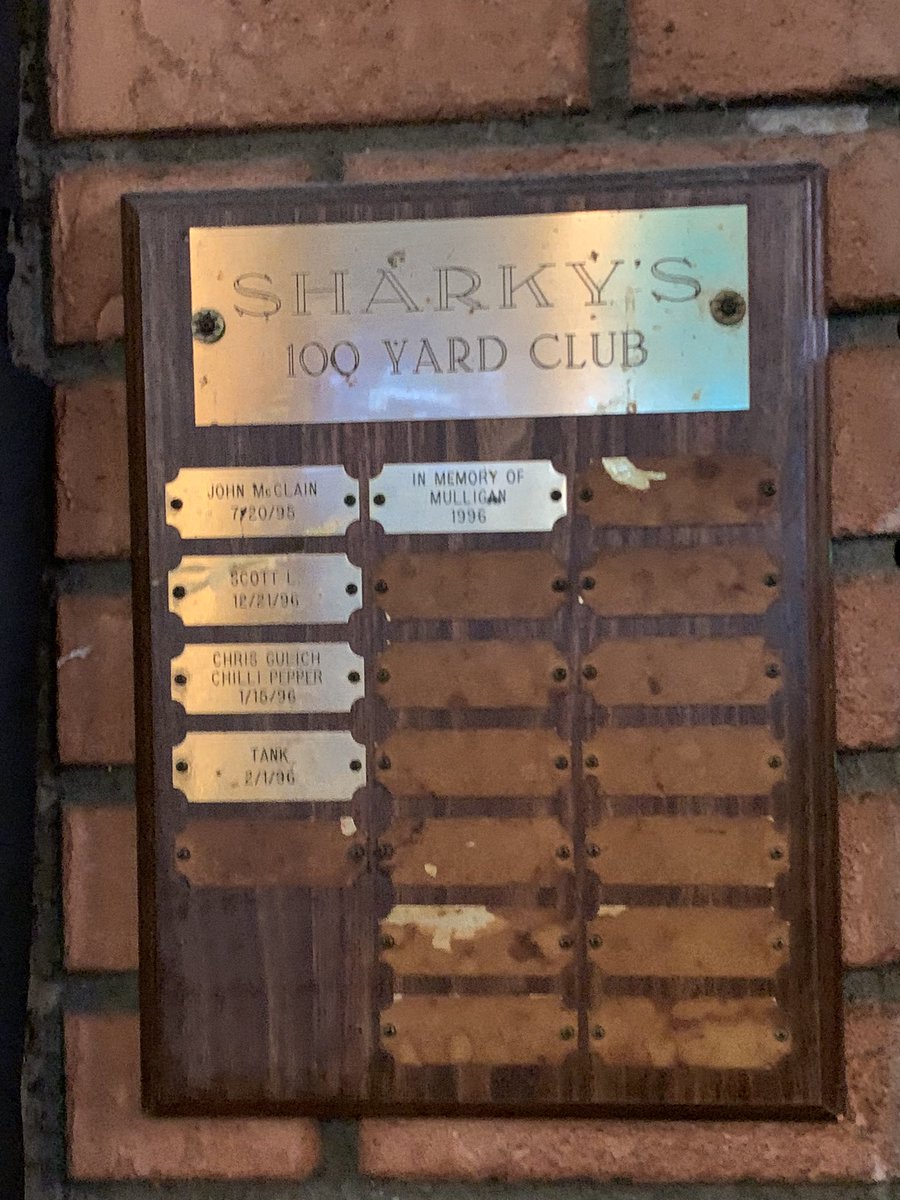 SHARKY'S
100 YARD CLUB
JOHN McCLAIN
7/20/95
SCOTT L.
12/21/96
CHRIS GULICH
CHILLI PEPPER
1/15/96
TANK
2/1/96
IN MEMORY OF
MULLIGAN
1996